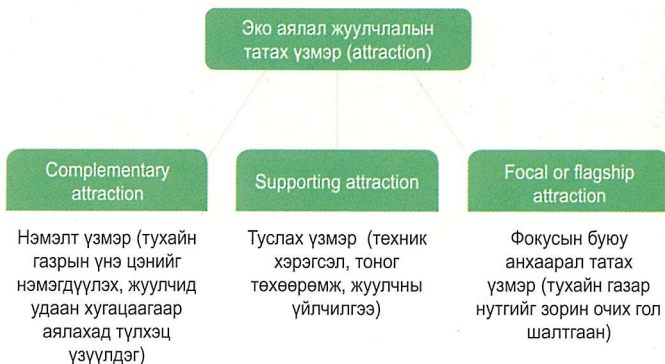 Эко аялал жуулчлалын
татах үзмэр (attraction)
Complementary
attraction
Нэмэлт үзмэр (тухайн
газрын үнэ цэнийг
нэмэгдүүлэх, жуулчид
удаан хугацаагаар
аялахад түлхэц
үзүүлдэг)
Supporting attraction
Туслах үзмэр (техник
хэрэгсэл, тоног
төхөөрөмж, жуулчны
үйлчилгээ)
Focal or flagship
attraction
Фокусын буюу
анхаарал татах
үзмэр (тухайн газар
нутгийг зорин очих гол
шалтгаан)